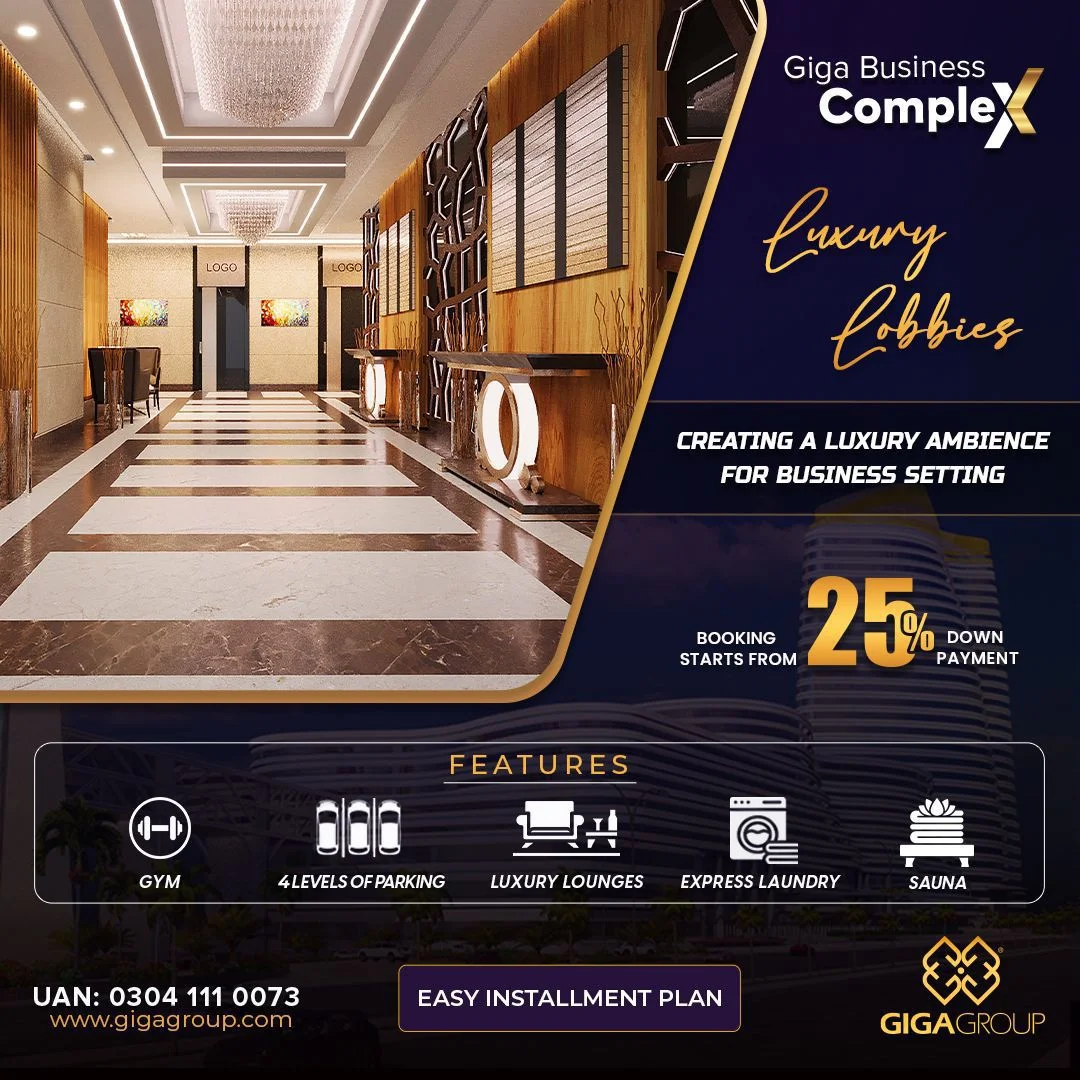 Giga Business
CompleX
Luxury
Lobbies
LOGO
LOGO
CREATING A LUXURY AMBIENCE
FOR BUSINESS SETTING
BOOKING
STARTS FROM
25%
DOWN
PAYMENT
FEATURES
GYM
4 LEVELS OF PARKING
LUXURY LOUNGES
EXPRESS LAUNDRY
SAUNA
UAN: 0304 111 0073
www.gigagroup.com
EASY INSTALLMENT PLAN
®
GIGAGROUP